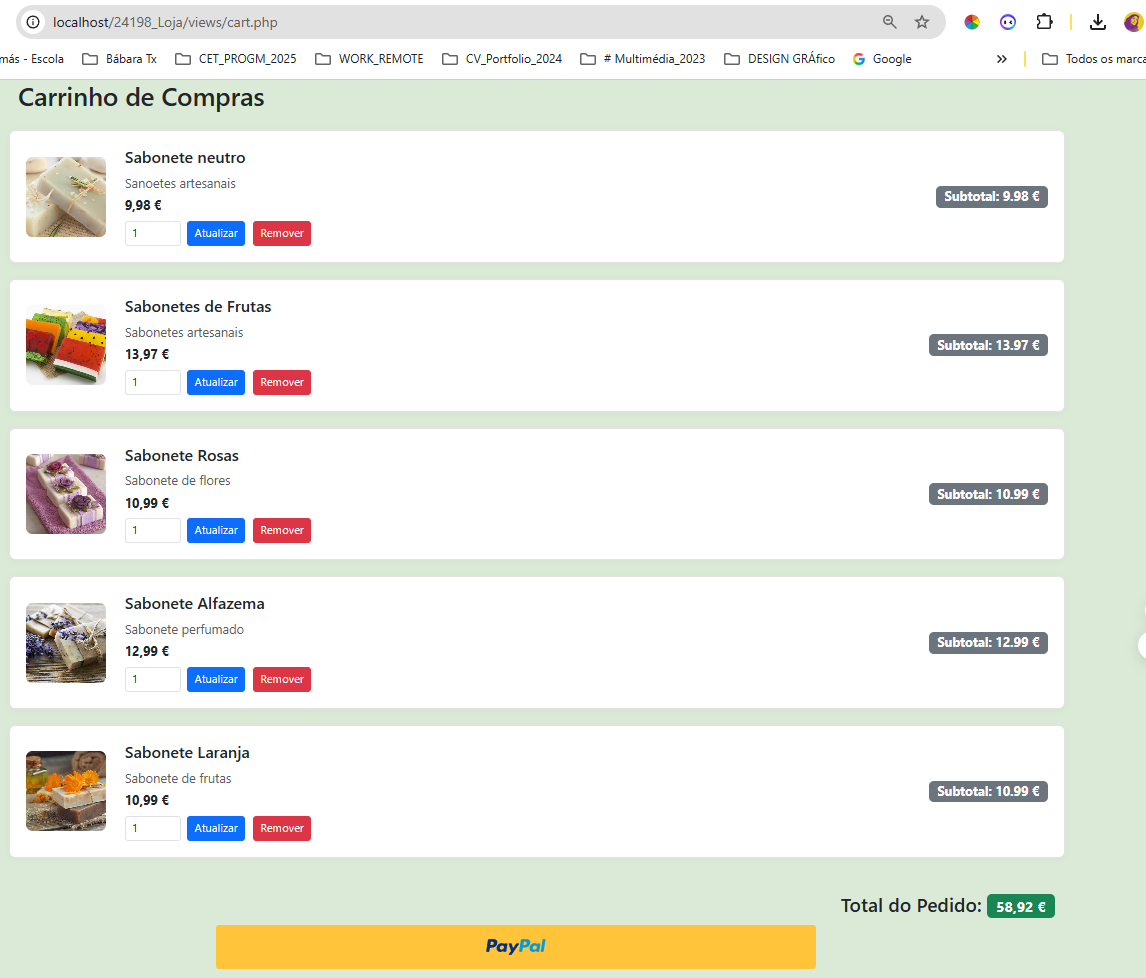 localhost/24198_Loja/views/cart.php
más - Escola Bábara Tx CET_PROGM_2025 WORK_REMOTE CV_Portfolio_2024 # Multimédia_2023 DESIGN GRÁfico Google » Todos os marca
Carrinho de Compras
Sabonete neutro
Sanoetes artesanais
9,98 €
1 Atualizar Remover
Subtotal: 9.98 €
Sabonetes de Frutas
Sabonetes artesanais
13,97 €
1 Atualizar Remover
Subtotal: 13.97 €
Sabonete Rosas
Sabonete de flores
10,99 €
1 Atualizar Remover
Subtotal: 10.99 €
Sabonete Alfazema
Sabonete perfumado
12,99 €
1 Atualizar Remover
Subtotal: 12.99 €
Sabonete Laranja
Sabonete de frutas
10,99 €
1 Atualizar Remover
Subtotal: 10.99 €
Total do Pedido: 58,92 €
PayPal